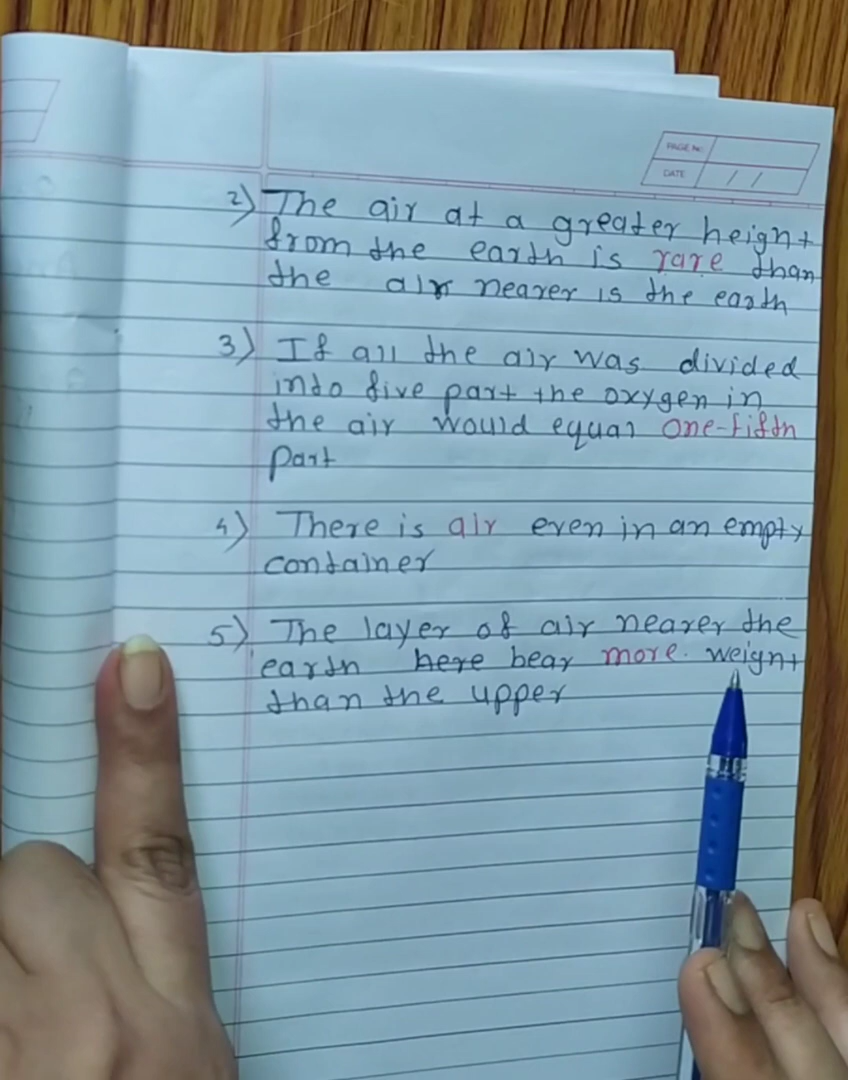 PAGE No.
DATE / /
2) The air at a greater heignt
from the earth is rare than
the air nearer is the earth
3) If all the air was divided
into five part the oxygen in
the air would equal one-fifth
part
4) There is air even in an empty
container
5) The layer of air nearer the
earth here bear more. weignt
than the upper